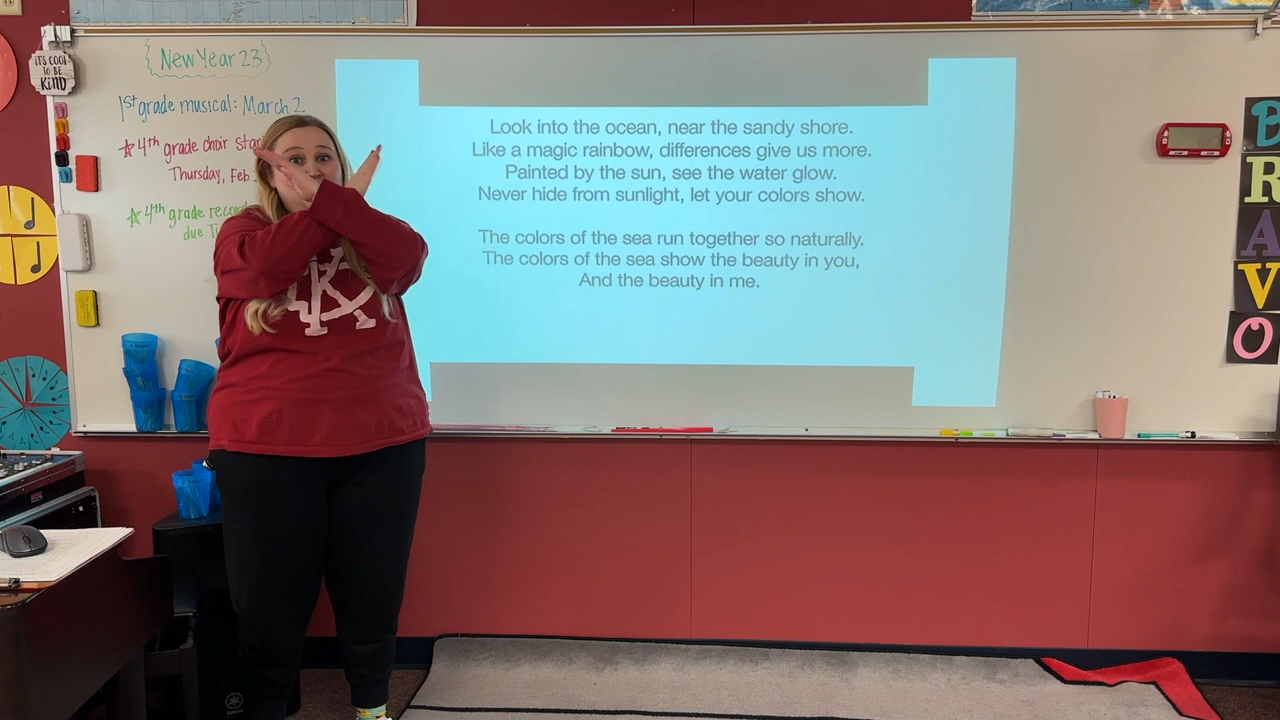 New Year 23
IT'S COOL
TO BE
KIND
1st grade musical: March 2
☆4th grade choir
Thursday, Feb.
☆4th grade
due
Look into the ocean, near the sandy shore.
Like a magic rainbow, differences give us more.
Painted by the sun, see the water glow.
Never hide from sunlight, let your colors show.
The colors of the sea run together so naturally.
The colors of the sea show the beauty in you,
And the beauty in me.
KA
B
R
A
V
O
YAMAHA